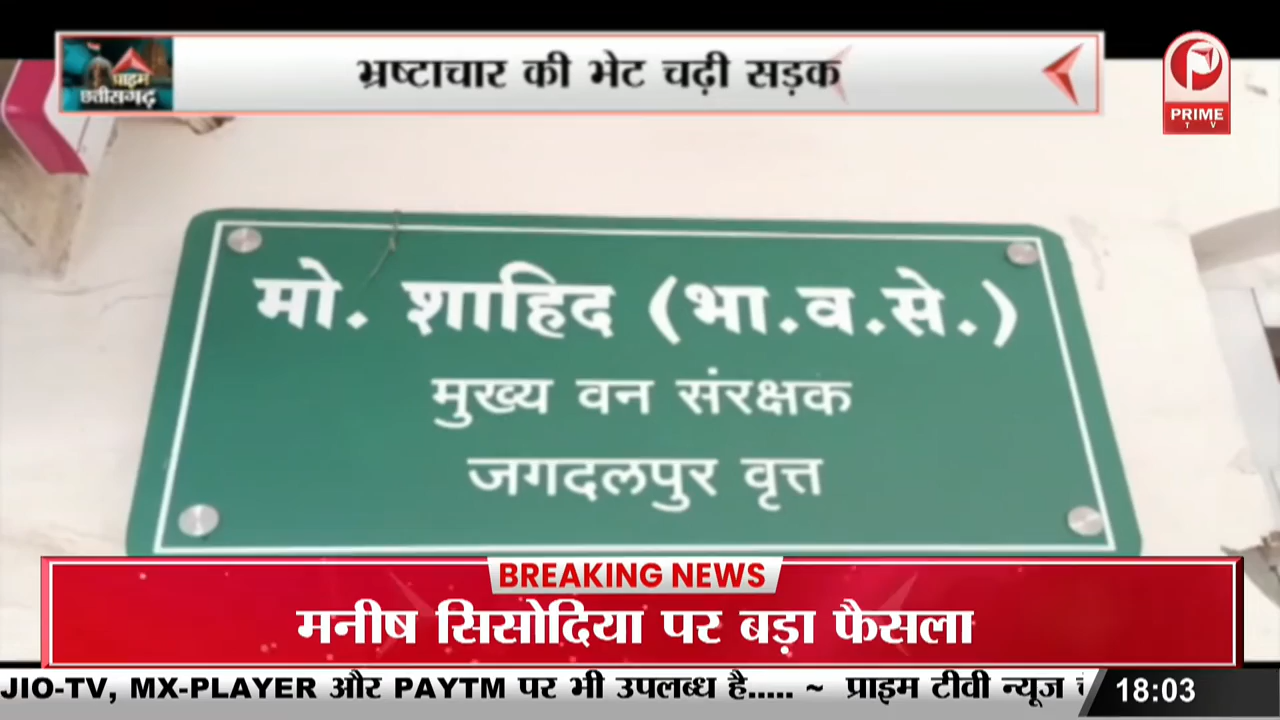 प्राइम
छत्तीसगढ़
भ्रष्टाचार की भेट चढ़ी सड़क
PRIME
TV
मो. शाहिद (भा.व.से.)
मुख्य वन संरक्षक
जगदलपुर वृत्त
BREAKING NEWS
मनीष सिसोदिया पर बड़ा फैसला
JIO-TV, MX-PLAYER और PAYTM पर भी उपलब्ध है..... ~ प्राइम टीवी न्यूज
18:03